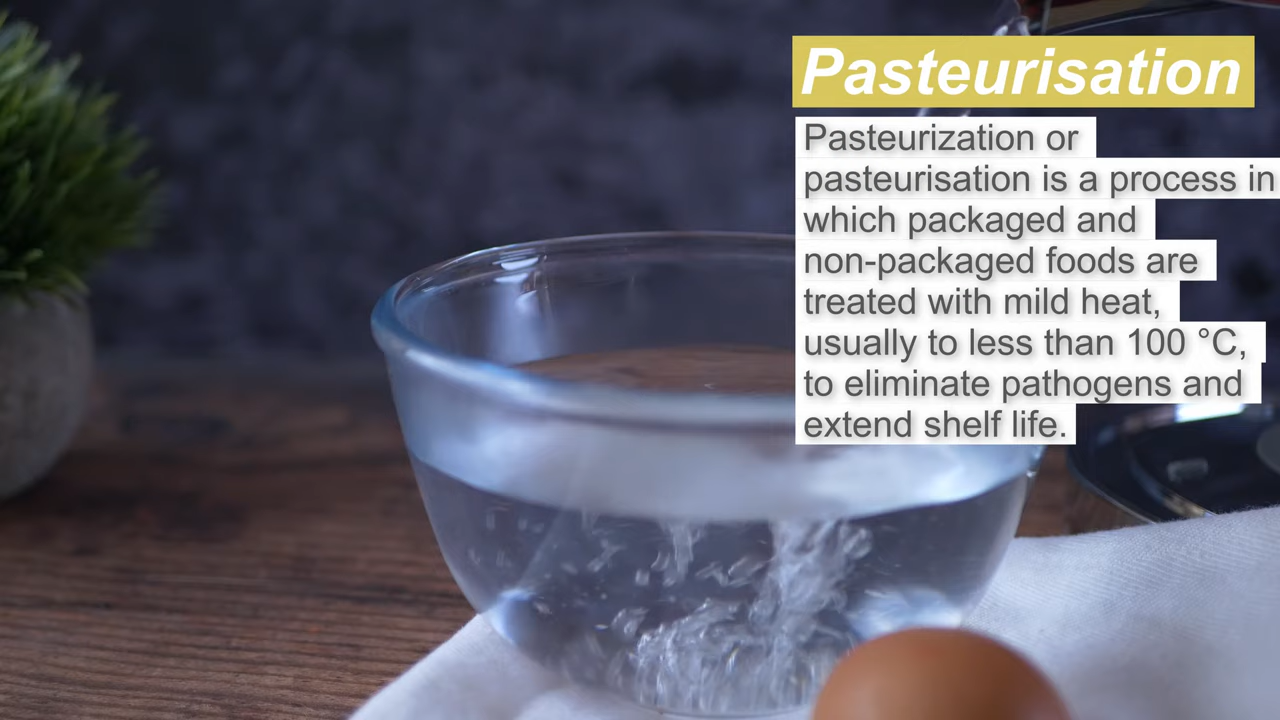 Pasteurisation
Pasteurization or
pasteurisation is a process in
which packaged and
non-packaged foods are
treated with mild heat,
usually to less than 100 °C,
to eliminate pathogens and
extend shelf life.